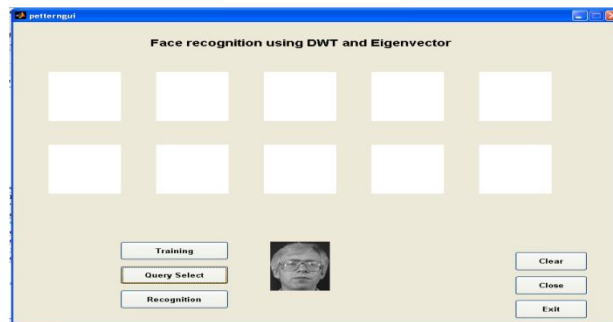 petterngui
Face recognition using DWT and Eigenvector
Training
Query Select
Recognition
Clear
Close
Exit